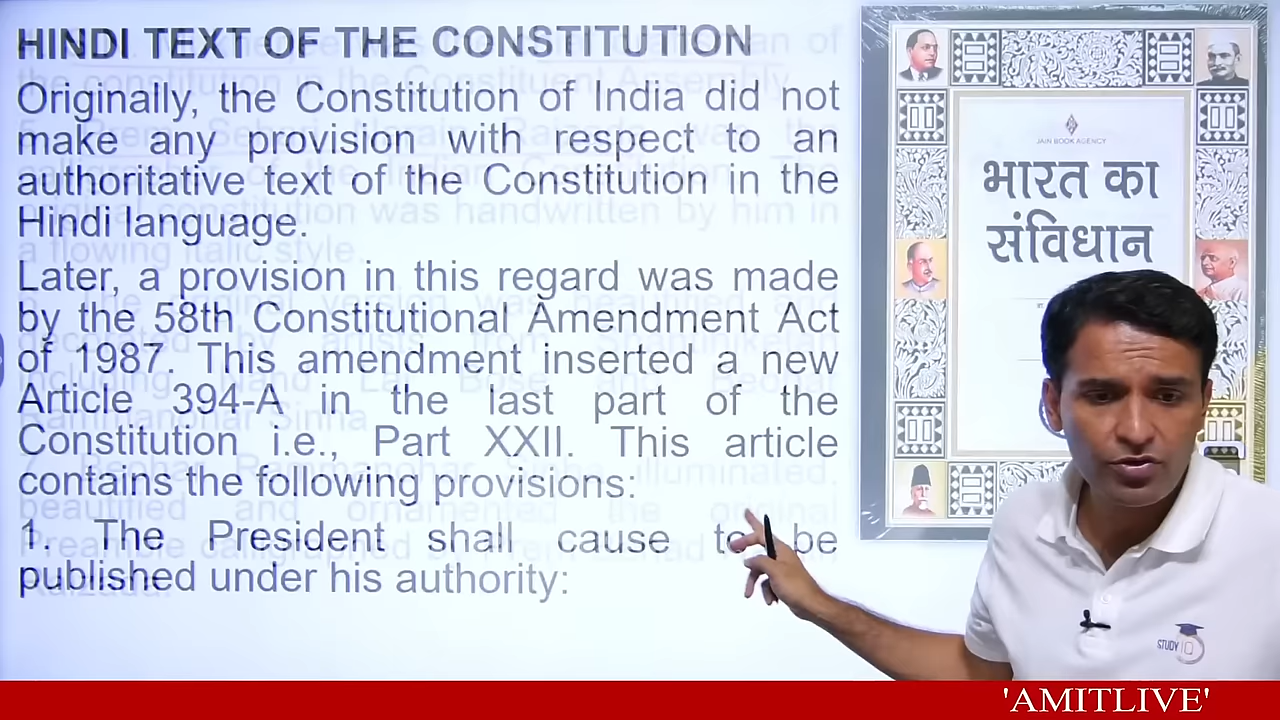 HINDI TEXT OF THE CONSTITUTION
Originally, the Constitution of India did not
make any provision with respect to an
authoritative text of the Constitution in the
Hindi language.
Later, a provision in this regard was made
by the 58th Constitutional Amendment Act
of 1987. This amendment inserted a new
Article 394-A in the last part of the
Constitution i.e., Part XXII. This article
contains the following provisions:
1. The President shall cause to be
published under his authority:
JAIN BOOK AGENCY
भारत का
संविधान
STUDY IQ
'AMITLIVE'